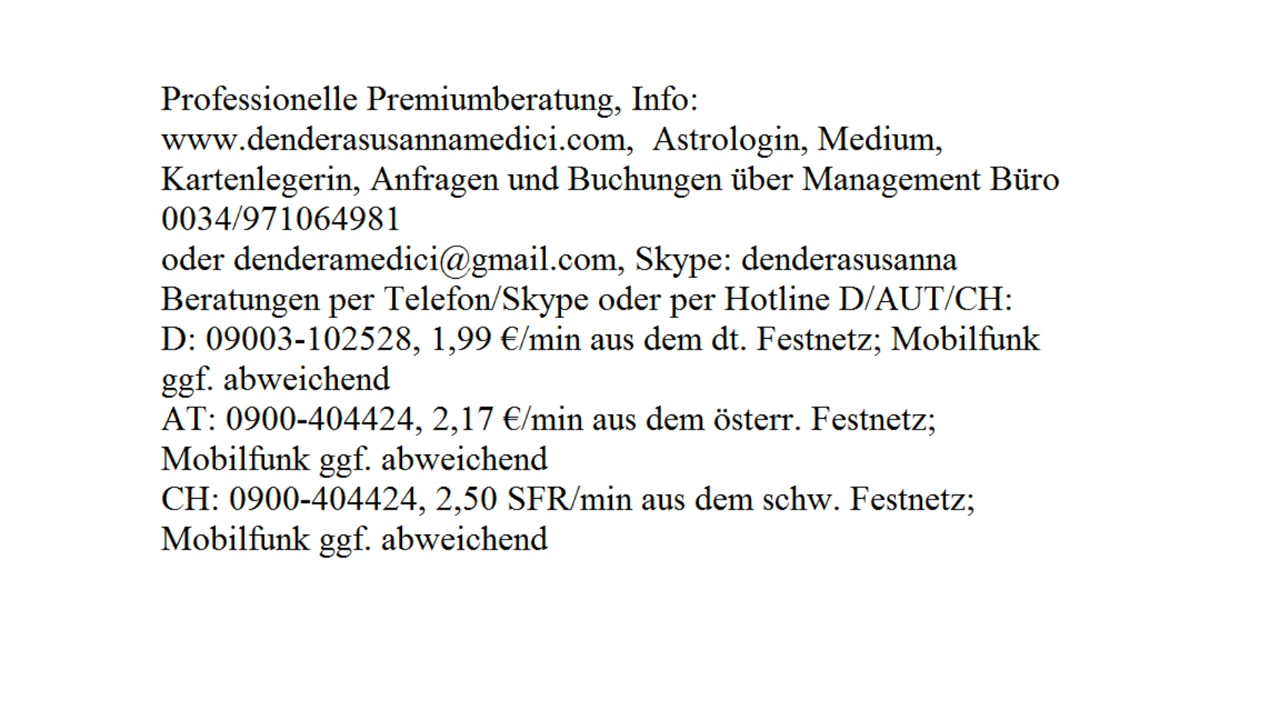 Professionelle Premiumberatung, Info:
www.denderasusannamedici.com,  Astrologin, Medium,
Kartenlegerin, Anfragen und Buchungen über Management Büro
0034/971064981
oder denderamedici@gmail.com, Skype: denderasusanna
Beratungen per Telefon/Skype oder per Hotline D/AUT/CH:
D: 09003-102528, 1,99 €/min aus dem dt. Festnetz; Mobilfunk
ggf. abweichend
AT: 0900-404424, 2,17 €/min aus dem österr. Festnetz;
Mobilfunk ggf. abweichend
CH: 0900-404424, 2,50 SFR/min aus dem schw. Festnetz;
Mobilfunk ggf. abweichend